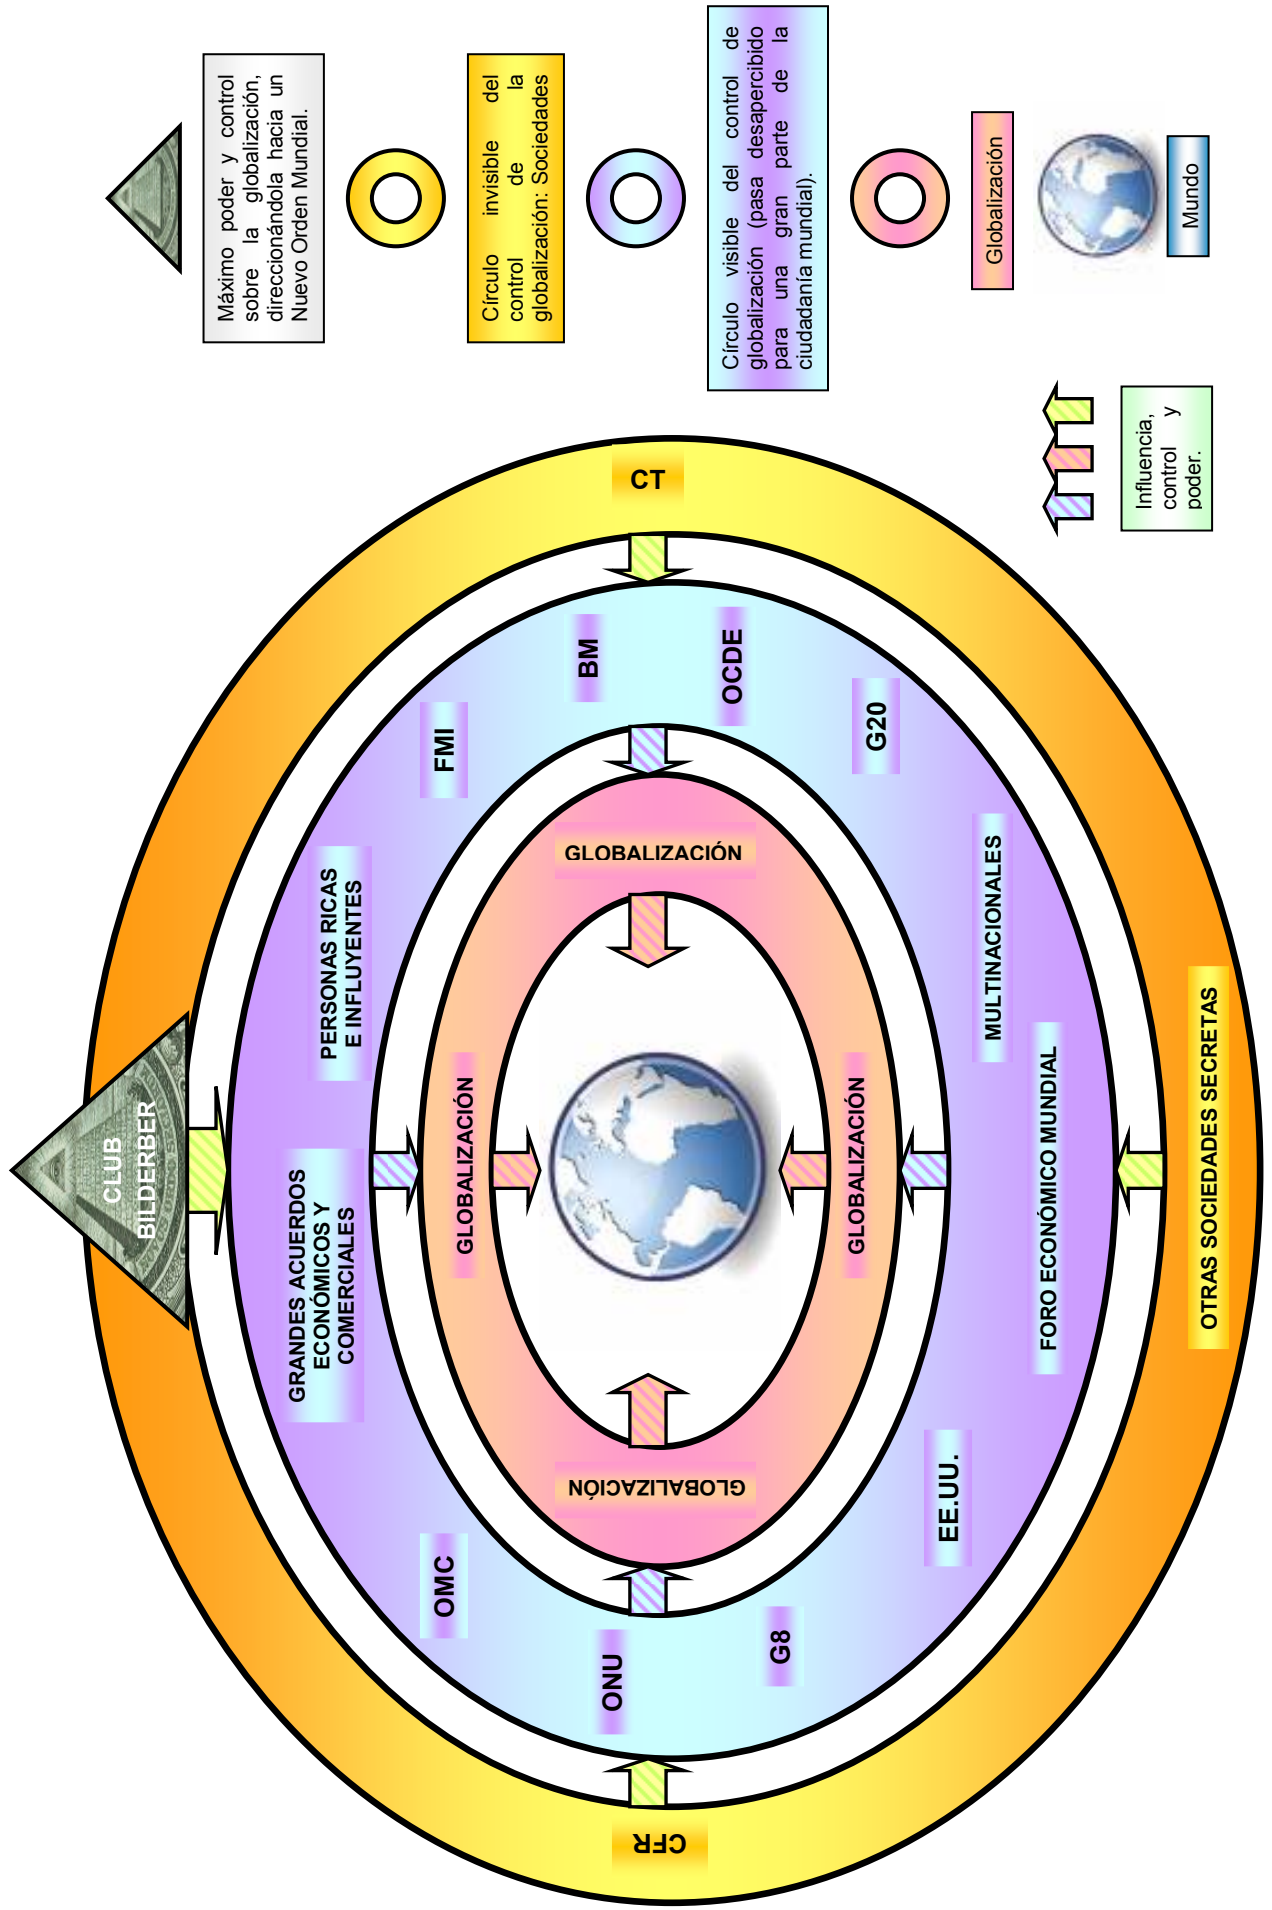 CLUB
BILDERBER
GRANDES ACUERDOS
ECONÓMICOS Y
COMERCIALES
PERSONAS RICAS
E INFLUYENTES
OMC
FMI
ONU
BM
G8
OCDE
EE.UU.
G20
FORO ECONÓMICO MUNDIAL
MULTINACIONALES
GLOBALIZACIÓN
GLOBALIZACIÓN
GLOBALIZACIÓN
GLOBALIZACIÓN
CFR
CT
OTRAS SOCIEDADES SECRETAS
Máximo poder y control
sobre la globalización,
direccionándola hacia un
Nuevo Orden Mundial.
Círculo invisible del
control de la
globalización: Sociedades
Círculo visible del control de
globalización (pasa desapercibido
para una gran parte de la
ciudadanía mundial).
Globalización
Mundo
Influencia,
control y
poder.